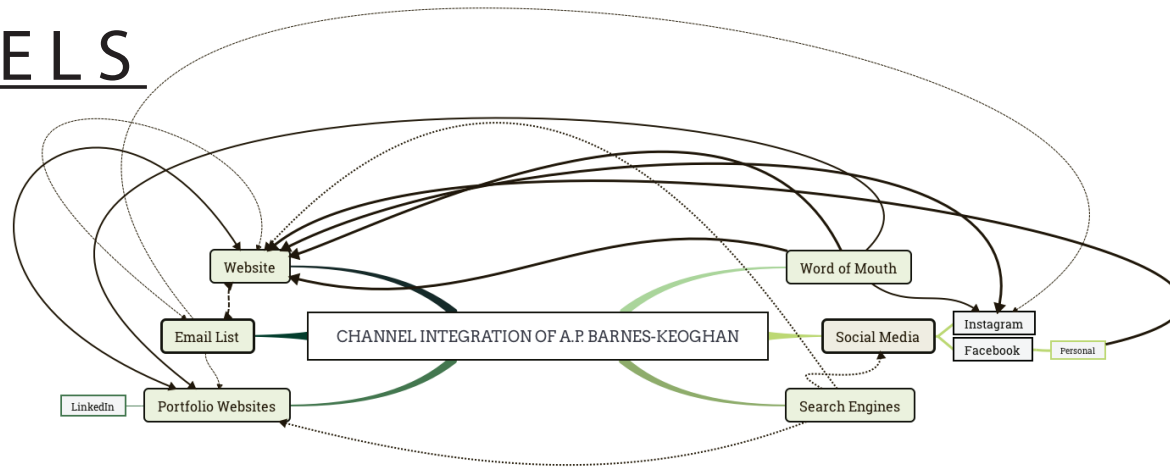 ELS
Website
Word of Mouth
Email List
CHANNEL INTEGRATION OF A.P. BARNES-KEOGHAN
Social Media
Instagram
Facebook
Personal
LinkedIn
Portfolio Websites
Search Engines